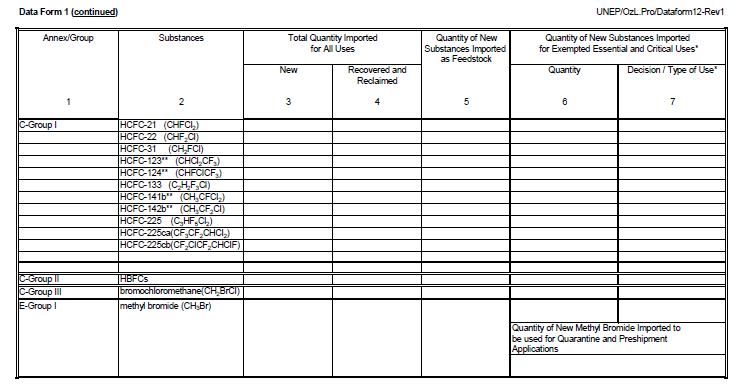 Data Form 1 (continued)
UNEP/OzL.Pro/Dataform12-Rev1
Annex/Group
Substances
Total Quantity Imported
for All Uses
Quantity of New
Substances Imported
as Feedstock
Quantity of New Substances Imported
for Exempted Essential and Critical Uses*
New
Recovered and
Reclaimed
Quantity
Decision / Type of Use*
1
2
3
4
5
6
7
C-Group I
HCFC-21 (CHFCl₂)
HCFC-22 (CHF₂Cl)
HCFC-31 (CH₂FCl)
HCFC-123** (CHCl₂CF₃)
HCFC-124** (CHFClCF₃)
HCFC-133 (C₂H₂F₃Cl)
HCFC-141b** (CH₃CFCl₂)
HCFC-142b** (CH₃CF₂Cl)
HCFC-225 (C₃HF₅Cl₂)
HCFC-225ca(CF₃CF₂CHCl₂)
HCFC-225cb(CF₂ClCF₂CHClF)
C-Group II
HBFCs
C-Group III
bromochloromethane(CH₂BrCl)
E-Group I
methyl bromide (CH₃Br)
Quantity of New Methyl Bromide Imported to
be used for Quarantine and Preshipment
Applications